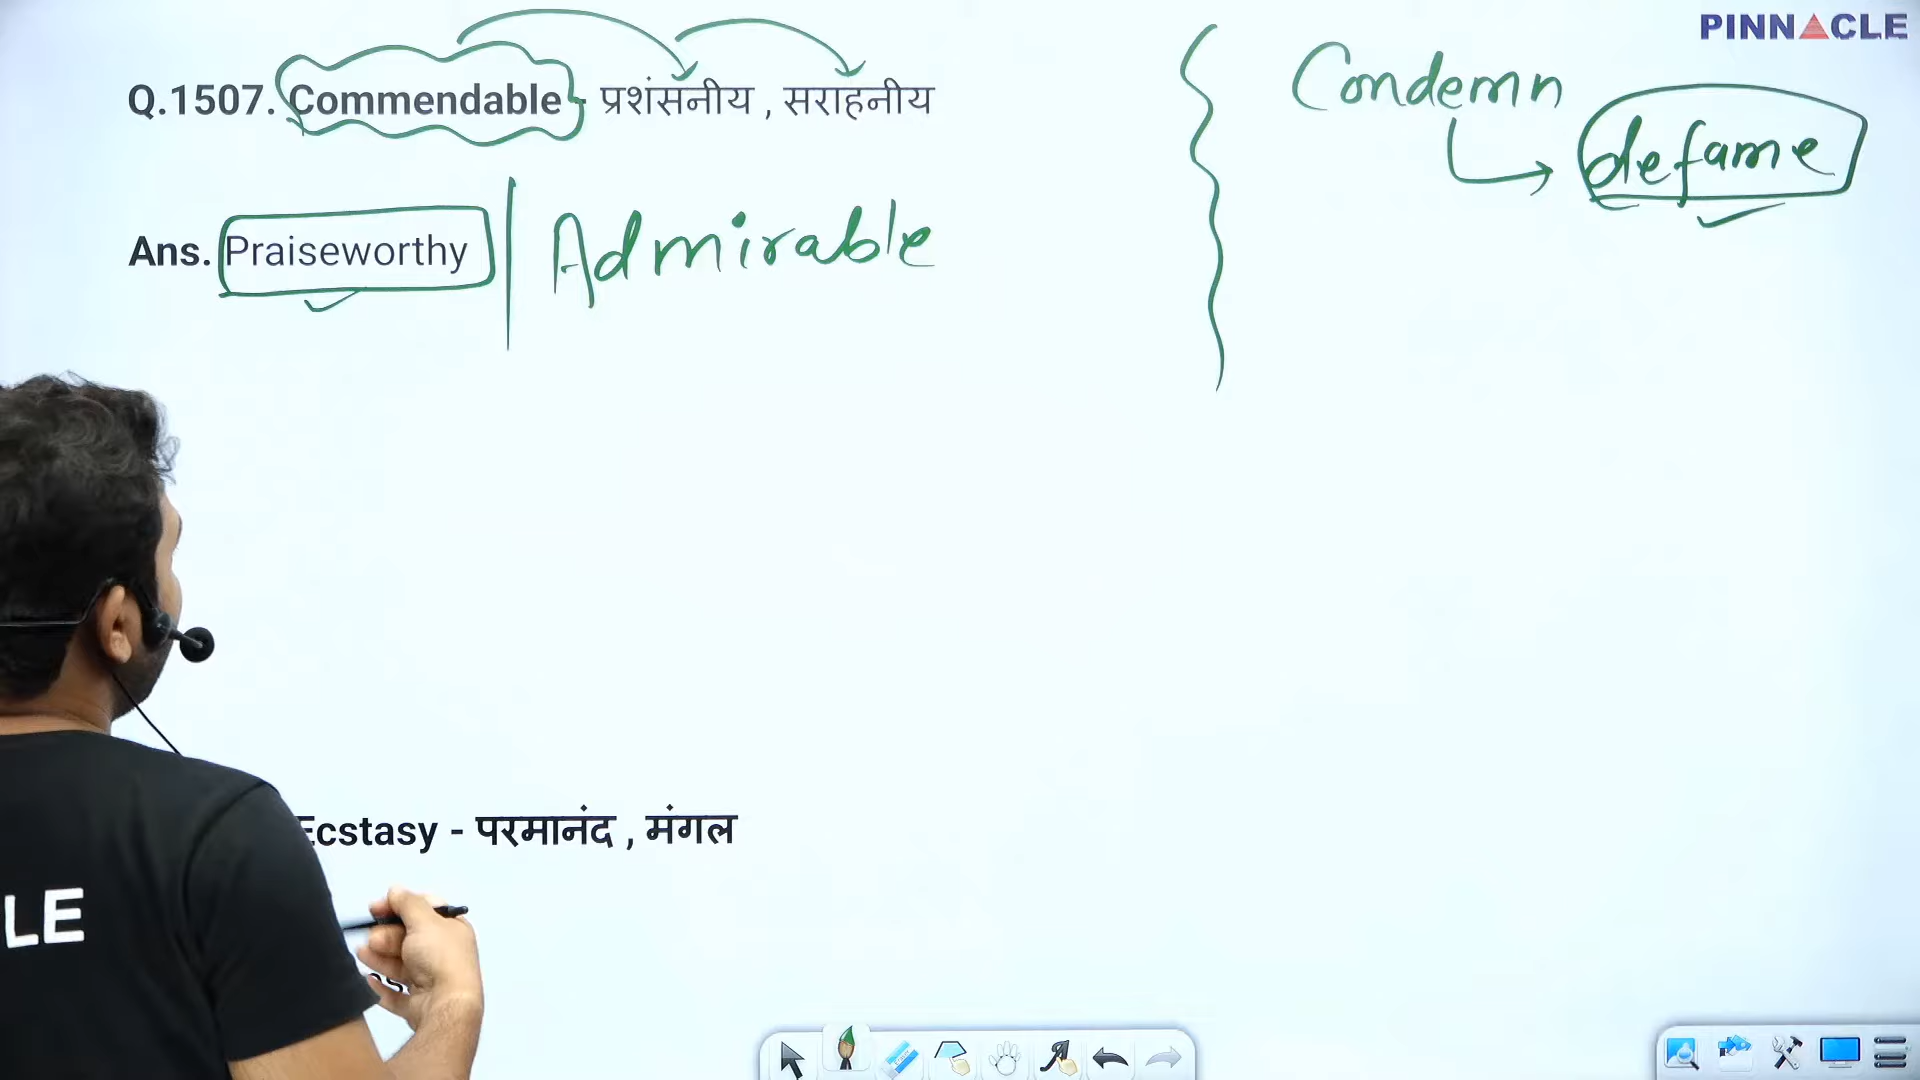 PINNACLE
Q.1507. Commendable - प्रशंसनीय , सराहनीय
Condemn
defame
Ans. Praiseworthy
Admirable
Ecstasy - परमानंद , मंगल
LE